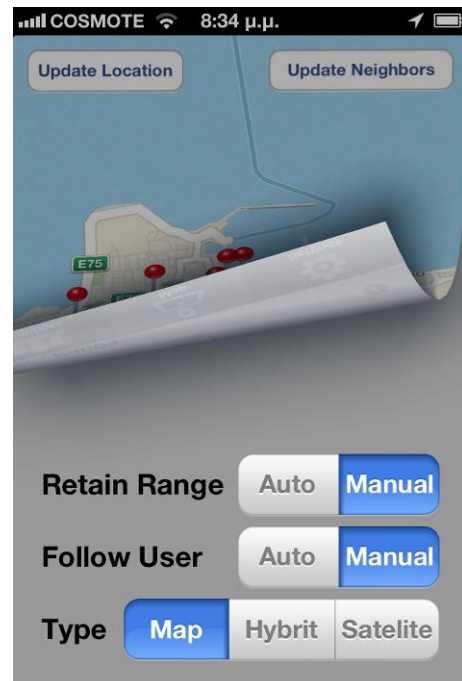 COSMOTE 8:34 μ.μ.
Update Location Update Neighbors
E75
Retain Range Auto Manual
Follow User Auto Manual
Type Map Hybrit Satelite